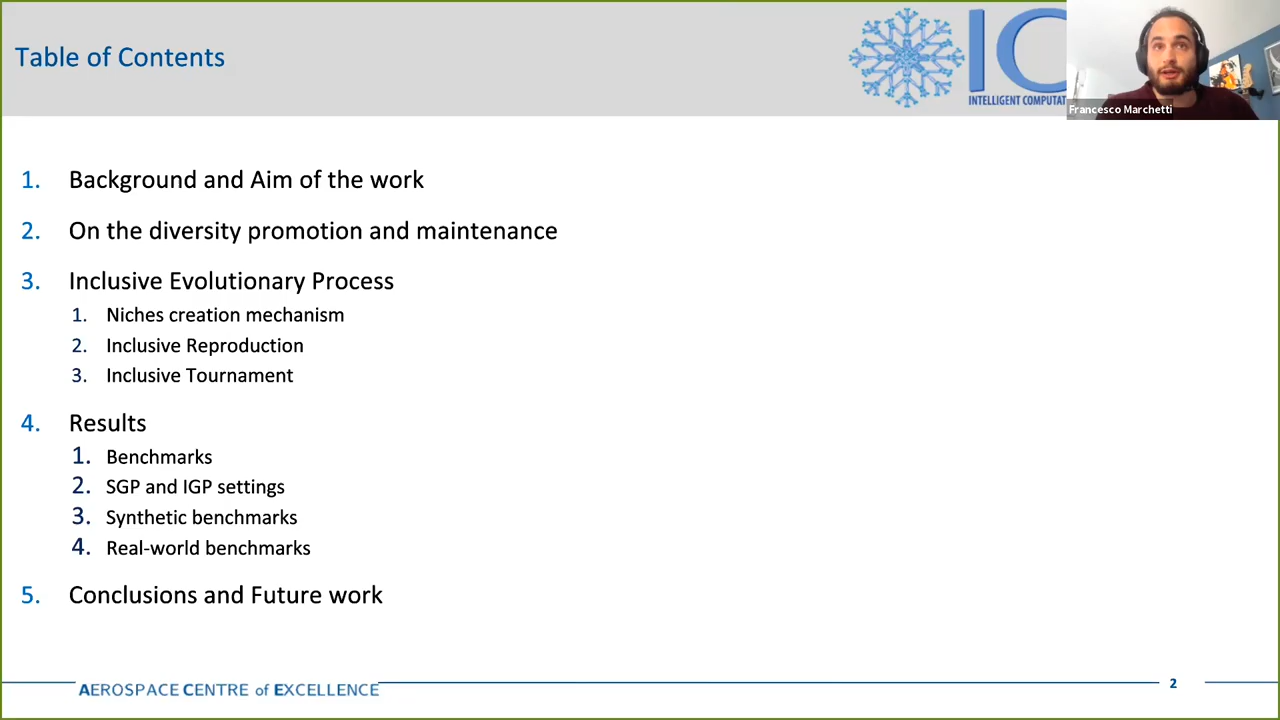 Table of Contents
IC
INTELLIGENT COMPUTAT
Francesco Marchetti
1. Background and Aim of the work
2. On the diversity promotion and maintenance
3. Inclusive Evolutionary Process
1. Niches creation mechanism
2. Inclusive Reproduction
3. Inclusive Tournament
4. Results
1. Benchmarks
2. SGP and IGP settings
3. Synthetic benchmarks
4. Real-world benchmarks
5. Conclusions and Future work
AEROSPACE CENTRE of EXCELLENCE
2